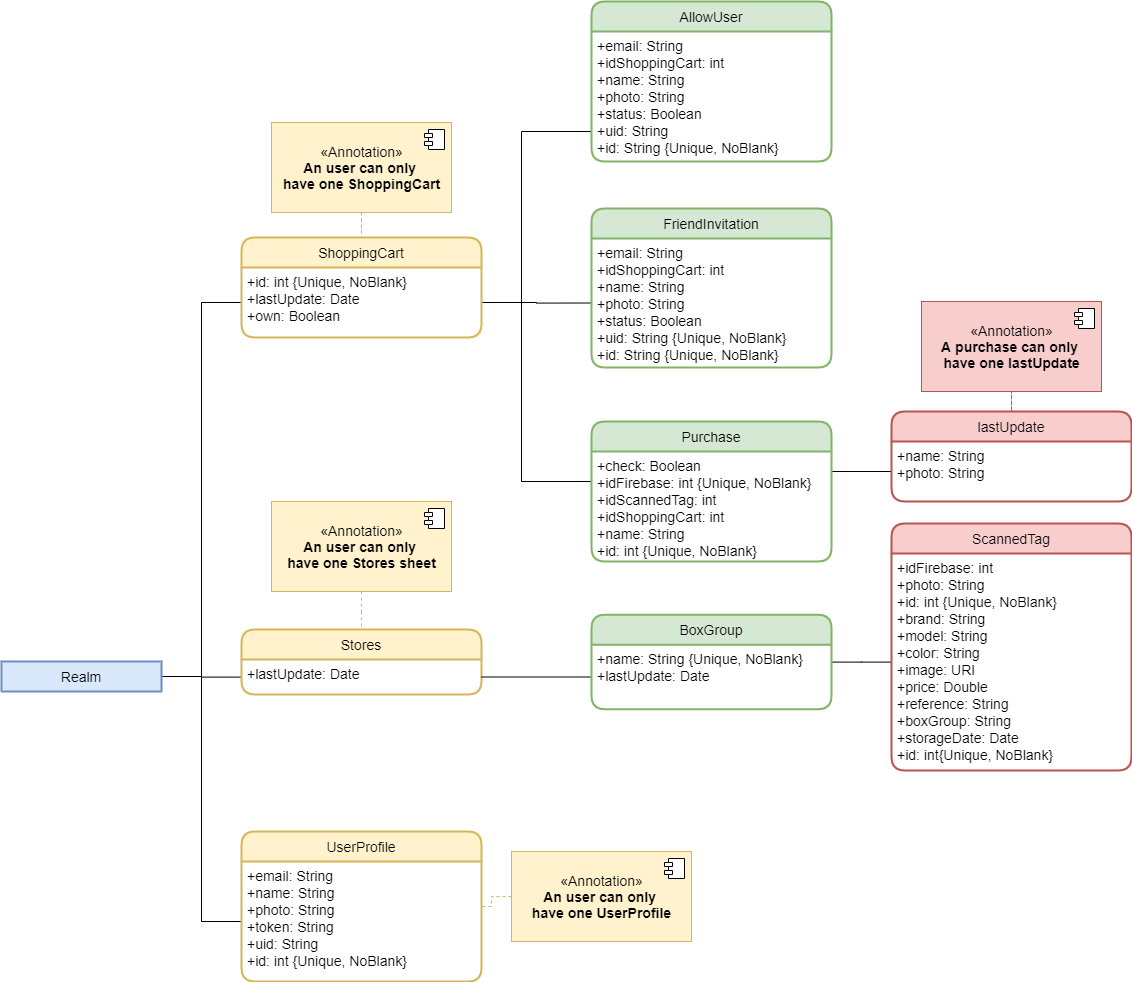 AllowUser
+email: String
+idShoppingCart: int
+name: String
+photo: String
+status: Boolean
+uid: String
+id: String {Unique, NoBlank}
«Annotation»
An user can only
have one ShoppingCart
ShoppingCart
+id: int {Unique, NoBlank}
+lastUpdate: Date
+own: Boolean
FriendInvitation
+email: String
+idShoppingCart: int
+name: String
+photo: String
+status: Boolean
+uid: String {Unique, NoBlank}
+id: String {Unique, NoBlank}
«Annotation»
A purchase can only
have one lastUpdate
Purchase
+check: Boolean
+idFirebase: int {Unique, NoBlank}
+idScannedTag: int
+idShoppingCart: int
+name: String
+id: int {Unique, NoBlank}
lastUpdate
+name: String
+photo: String
«Annotation»
An user can only
have one Stores sheet
Stores
+lastUpdate: Date
BoxGroup
+name: String {Unique, NoBlank}
+lastUpdate: Date
ScannedTag
+idFirebase: int
+photo: String
+id: int {Unique, NoBlank}
+brand: String
+model: String
+color: String
+image: URI
+price: Double
+reference: String
+boxGroup: String
+storageDate: Date
+id: int{Unique, NoBlank}
Realm
UserProfile
+email: String
+name: String
+photo: String
+token: String
+uid: String
+id: int {Unique, NoBlank}
«Annotation»
An user can only
have one UserProfile